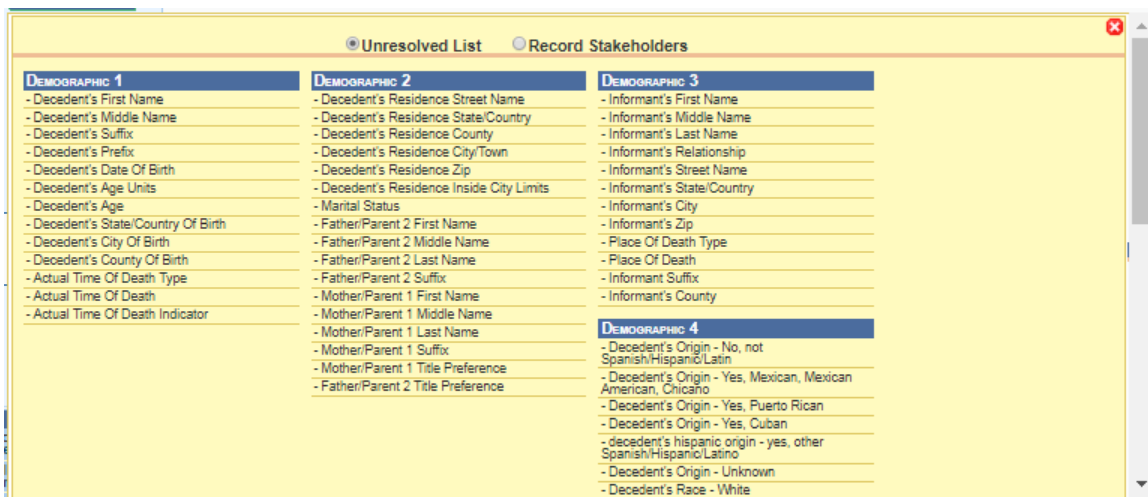 Unresolved List Record Stakeholders
DEMOGRAPHIC 1
- Decedent's First Name
- Decedent's Middle Name
- Decedent's Suffix
- Decedent's Prefix
- Decedent's Date Of Birth
- Decedent's Age Units
- Decedent's Age
- Decedent's State/Country Of Birth
- Decedent's City Of Birth
- Decedent's County Of Birth
- Actual Time Of Death Type
- Actual Time Of Death
- Actual Time Of Death Indicator
DEMOGRAPHIC 2
- Decedent's Residence Street Name
- Decedent's Residence State/Country
- Decedent's Residence County
- Decedent's Residence City/Town
- Decedent's Residence Zip
- Decedent's Residence Inside City Limits
- Marital Status
- Father/Parent 2 First Name
- Father/Parent 2 Middle Name
- Father/Parent 2 Last Name
- Father/Parent 2 Suffix
- Mother/Parent 1 First Name
- Mother/Parent 1 Middle Name
- Mother/Parent 1 Last Name
- Mother/Parent 1 Suffix
- Mother/Parent 1 Title Preference
- Father/Parent 2 Title Preference
DEMOGRAPHIC 3
- Informant's First Name
- Informant's Middle Name
- Informant's Last Name
- Informant's Relationship
- Informant's Street Name
- Informant's State/Country
- Informant's City
- Informant's Zip
- Place Of Death Type
- Place Of Death
- Informant Suffix
- Informant's County
DEMOGRAPHIC 4
- Decedent's Origin - No, not
Spanish/Hispanic/Latin
- Decedent's Origin - Yes, Mexican, Mexican
American, Chicano
- Decedent's Origin - Yes, Puerto Rican
- Decedent's Origin - Yes, Cuban
- decedent's hispanic origin - yes, other
Spanish/Hispanic/Latino
- Decedent's Origin - Unknown
- Decedent's Race - White